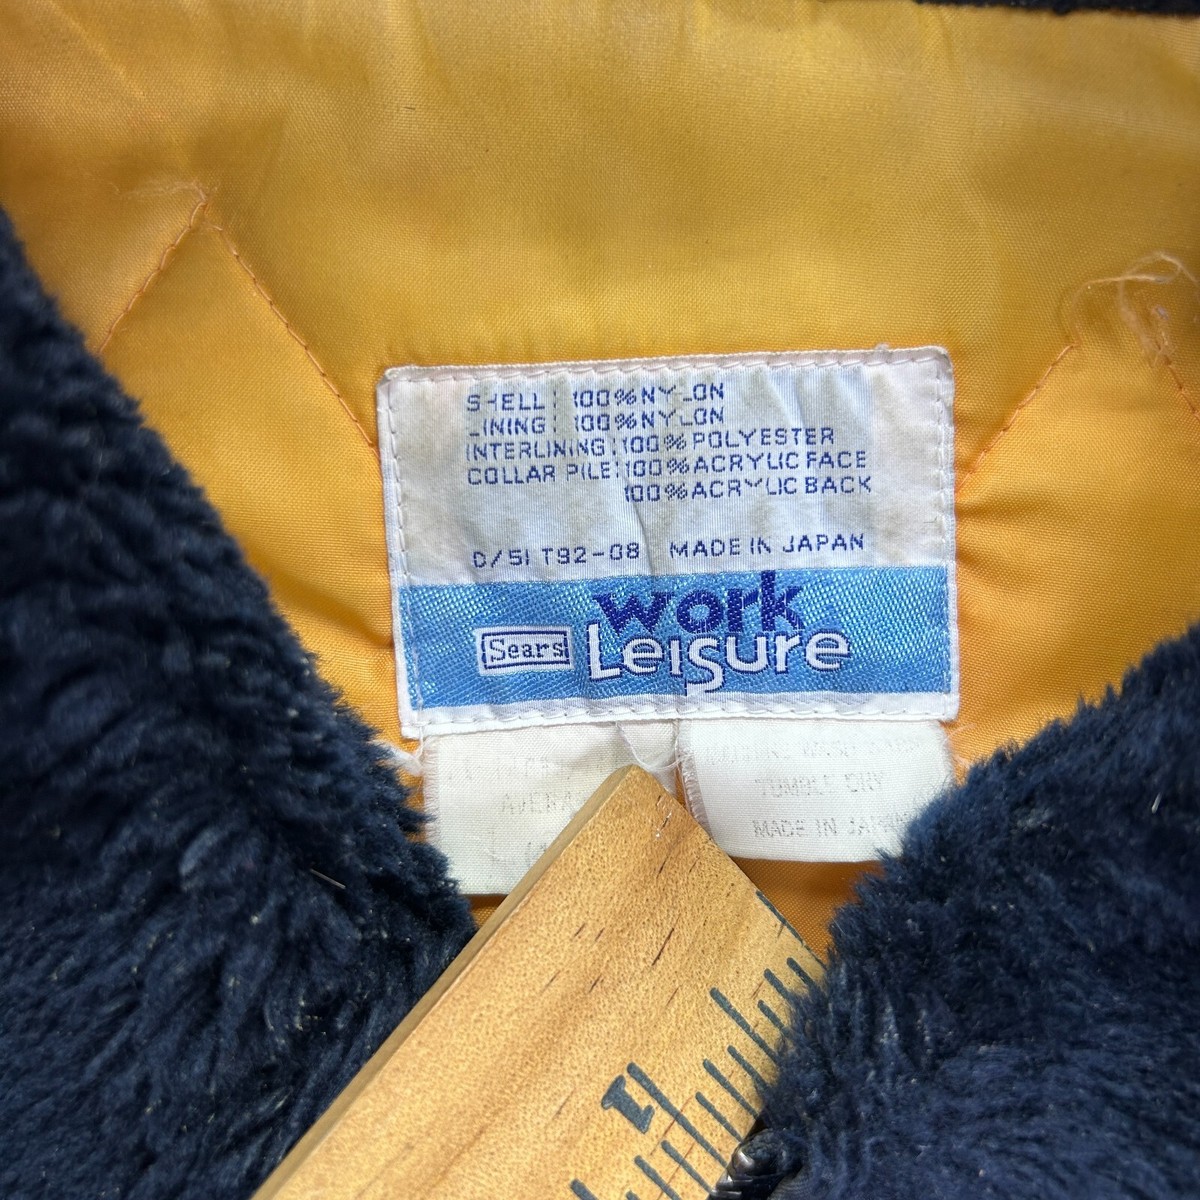 SHELL: 100% NYLON
LINING: 100% NYLON
INTERLINING: 100% POLYESTER
COLLAR PILE: 100% ACRYLIC FACE
100% ACRYLIC BACK
D/51 T92-08 MADE IN JAPAN
Sears
work
Leisure
TUMBLE DRY
MADE IN JAPAN
1